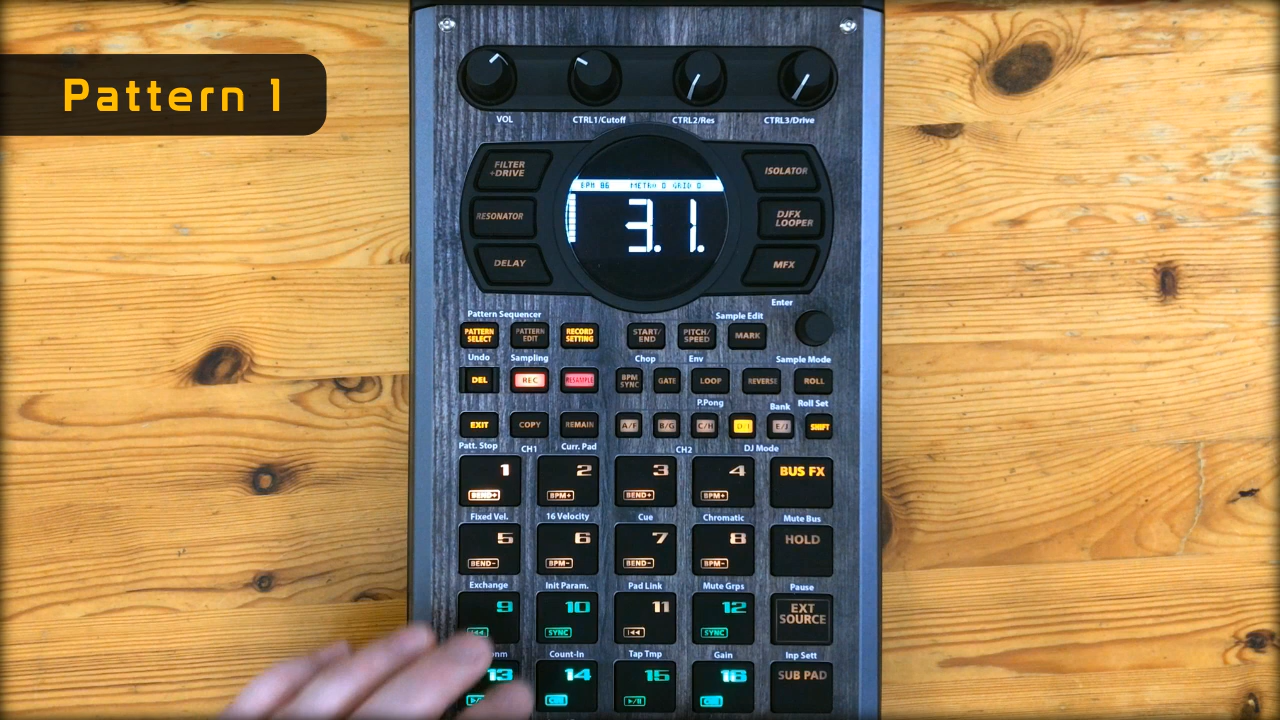 Pattern 1
VOL
CTRL1/Cutoff
CTRL2/Res
CTRL3/Drive
FILTER
+DRIVE
RESONATOR
DELAY
BPM 86 METRO 0 GRID 0
3. 1.
ISOLATOR
DJFX
LOOPER
MFX
Enter
Pattern Sequencer
Sample Edit
PATTERN
SELECT
PATTERN
EDIT
RECORD
SETTING
START/
END
PITCH/
SPEED
MARK
Undo
Sampling
Chop
Env
Sample Mode
DEL
REC
RESAMPLE
BPM
SYNC
GATE
LOOP
REVERSE
ROLL
P.Pong
Bank
Roll Set
EXIT
COPY
REMAIN
A/F
B/G
C/H
D/I
E/J
SHIFT
Patt. Stop
CH1
Curr. Pad
CH2
DJ Mode
1
BEND+
2
BPM+
3
BEND+
4
BPM+
BUS FX
Fixed Vel.
16 Velocity
Cue
Chromatic
Mute Bus
5
BEND-
6
BPM-
7
BEND-
8
BPM-
HOLD
Exchange
Init Param.
Pad Link
Mute Grps
Pause
9
10
SYNC
11
12
SYNC
EXT
SOURCE
Count-In
Tap Tmp
Gain
Inp Sett
13
14
15
16
SUB PAD